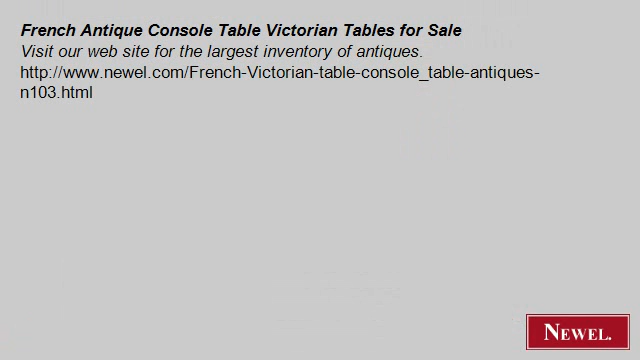 French Antique Console Table Victorian Tables for Sale
Visit our web site for the largest inventory of antiques.
http://www.newel.com/French-Victorian-table-console_table-antiques-
n103.html
NEWEL.